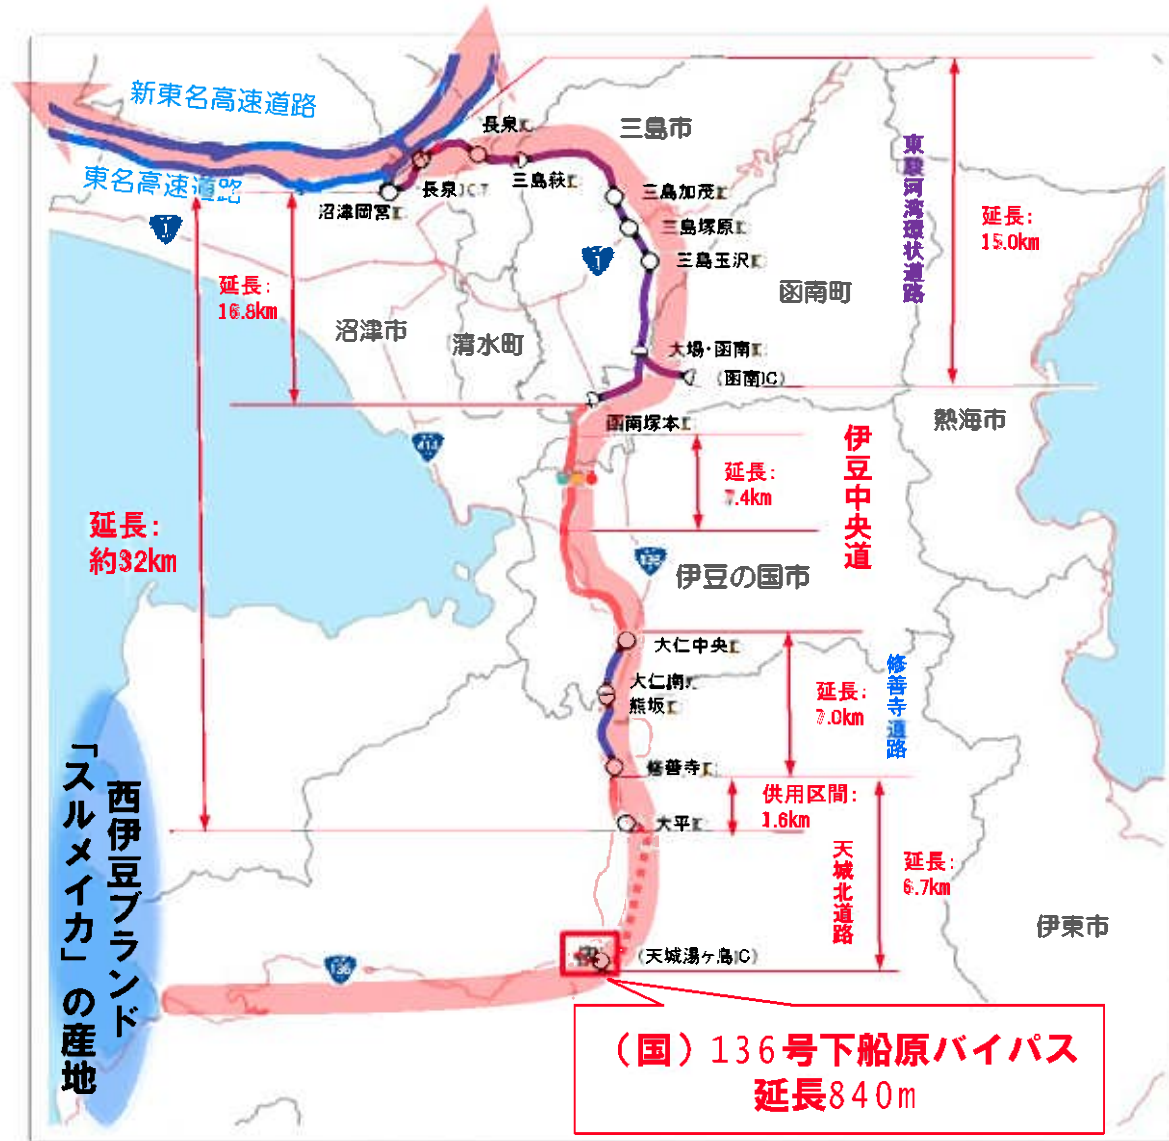 新東名高速道路
東名高速道路
長泉IC
三島市
長泉JCT
三島萩IC
沼津岡宮IC
三島加茂IC
三島塚原IC
三島玉沢IC
1
1
東駿河湾環状道路
延長:
15.0km
延長:
16.8km
函南町
沼津市
清水町
大場・函南IC
(函南IC)
函南塚本IC
熱海市
414
延長:
7.4km
伊豆中央道
延長:
約32km
136
伊豆の国市
大仁中央IC
大仁南IC
熊坂IC
延長:
7.0km
修善寺道路
修善寺IC
供用区間:
1.6km
大平IC
天城北道路
延長:
6.7km
西伊豆ブランド
「スルメイカ」の産地
伊東市
(天城湯ヶ島IC)
136
(国)136号下船原バイパス
延長840m